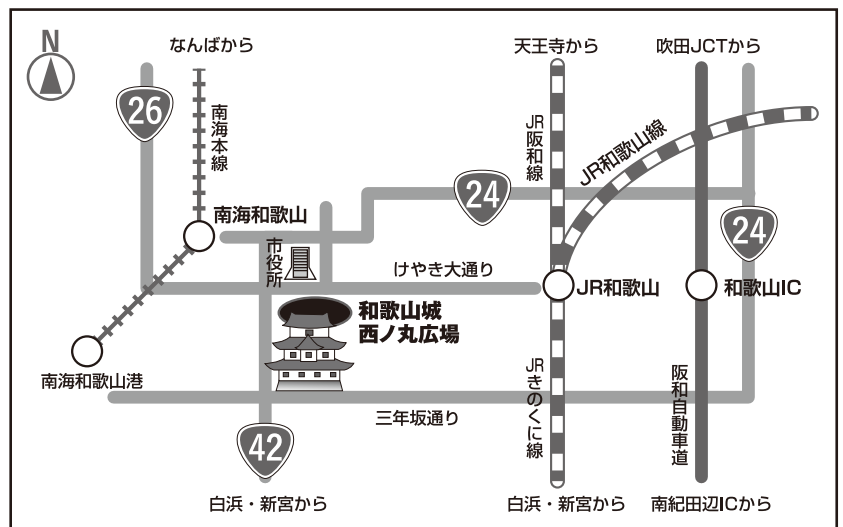 N
なんばから
天王寺から
吹田JCTから
26
南海本線
JR阪和線
JR和歌山線
24
南海和歌山
24
市役所
けやき大通り
JR和歌山
和歌山IC
和歌山城
西ノ丸広場
南海和歌山港
三年坂通り
JRきのくに線
阪和自動車道
42
白浜・新宮から
白浜・新宮から
南紀田辺ICから